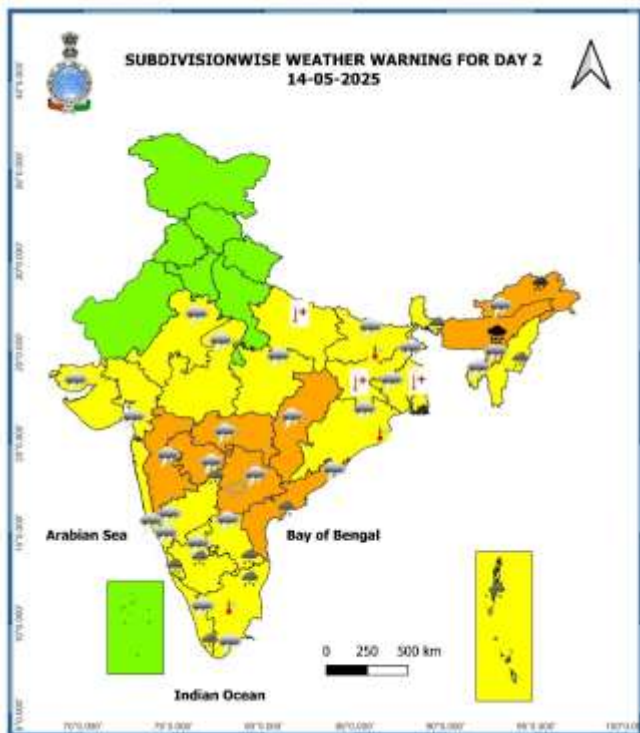 SUBDIVISIONWISE WEATHER WARNING FOR DAY 2
14-05-2025
Arabian Sea
Bay of Bengal
0 250 500 km
Indian Ocean